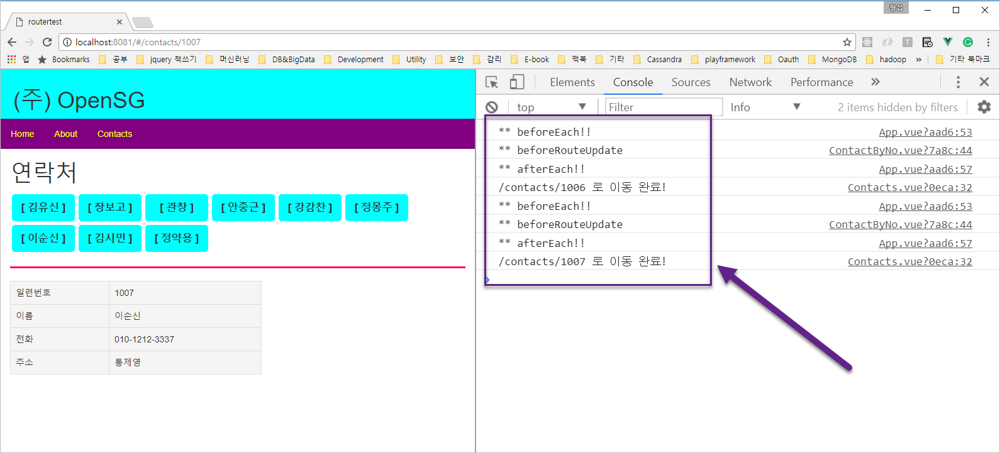 형섭
routertest
localhost:8081/#/contacts/1007
앱 Bookmarks 공부 jquery 책쓰기 머신러닝 DB&BigData Development Utility 보안 감리 E-book 맥북 기타 Cassandra playframework Oauth MongoDB hadoop » 기타 북마크
(주) OpenSG
Home About Contacts
연락처
[ 김유신 ] [ 장보고 ] [ 관창 ] [ 안중근 ] [ 강감찬 ] [ 정몽주 ]
[ 이순신 ] [ 김시민 ] [ 정약용 ]
일련번호 1007
이름 이순신
전화 010-1212-3337
주소 통제영
Elements Console Sources Network Performance »
top Filter Info 2 items hidden by filters
** beforeEach!! App.vue?aad6:53
** beforeRouteUpdate ContactByNo.vue?7a8c:44
** afterEach!! App.vue?aad6:57
/contacts/1006 로 이동 완료! Contacts.vue?0eca:32
** beforeEach!! App.vue?aad6:53
** beforeRouteUpdate ContactByNo.vue?7a8c:44
** afterEach!! App.vue?aad6:57
/contacts/1007 로 이동 완료! Contacts.vue?0eca:32